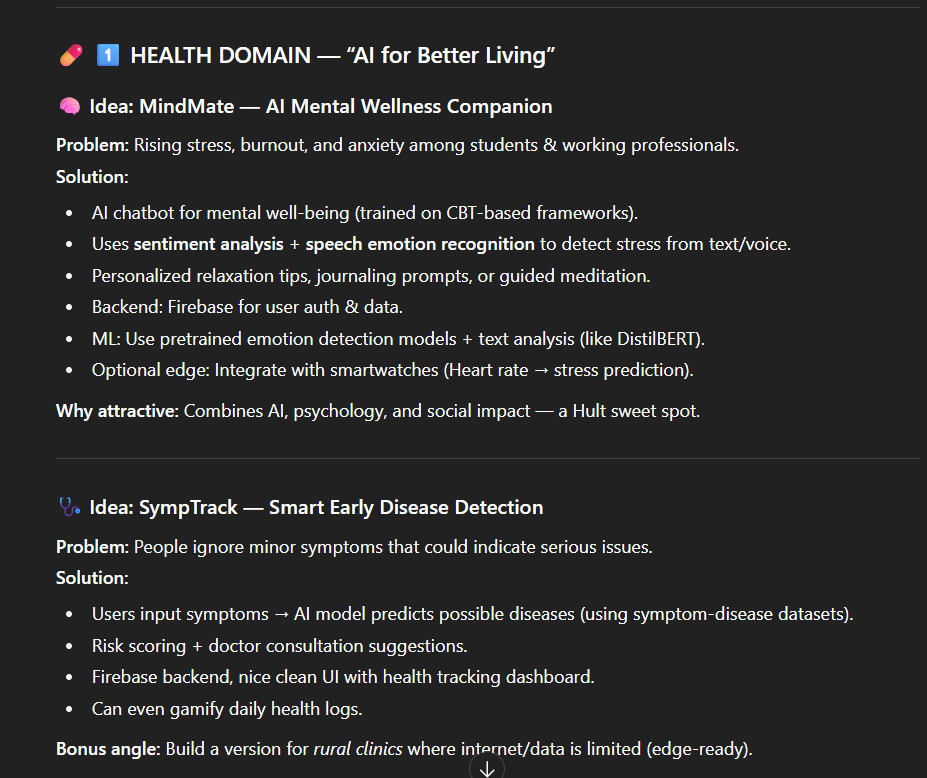 💊 1️⃣ HEALTH DOMAIN — “AI for Better Living”
🧠 Idea: MindMate — AI Mental Wellness Companion
Problem: Rising stress, burnout, and anxiety among students & working professionals.
Solution:
• AI chatbot for mental well-being (trained on CBT-based frameworks).
• Uses sentiment analysis + speech emotion recognition to detect stress from text/voice.
• Personalized relaxation tips, journaling prompts, or guided meditation.
• Backend: Firebase for user auth & data.
• ML: Use pretrained emotion detection models + text analysis (like DistilBERT).
• Optional edge: Integrate with smartwatches (Heart rate → stress prediction).
Why attractive: Combines AI, psychology, and social impact — a Hult sweet spot.
🩺 Idea: SympTrack — Smart Early Disease Detection
Problem: People ignore minor symptoms that could indicate serious issues.
Solution:
• Users input symptoms → AI model predicts possible diseases (using symptom-disease datasets).
• Risk scoring + doctor consultation suggestions.
• Firebase backend, nice clean UI with health tracking dashboard.
• Can even gamify daily health logs.
Bonus angle: Build a version for rural clinics where internet/data is limited (edge-ready).